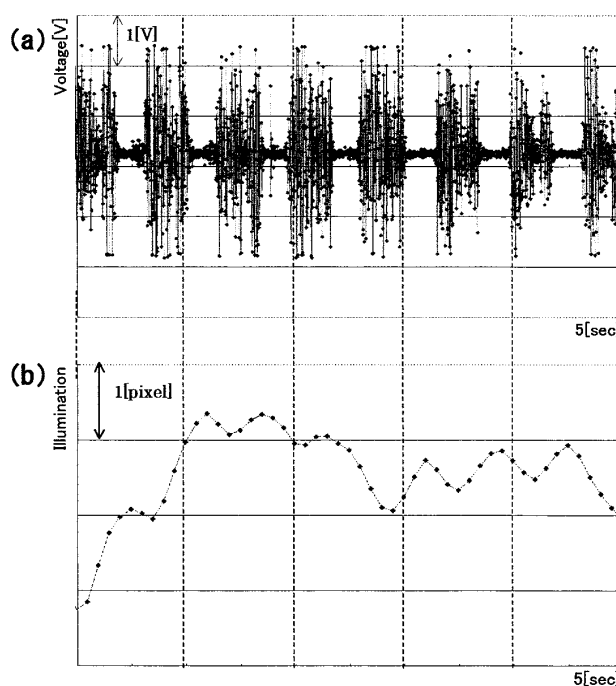 (a)
Voltage[V]
1[V]
5[sec
(b)
Illumination
1[pixel]
5[sec]